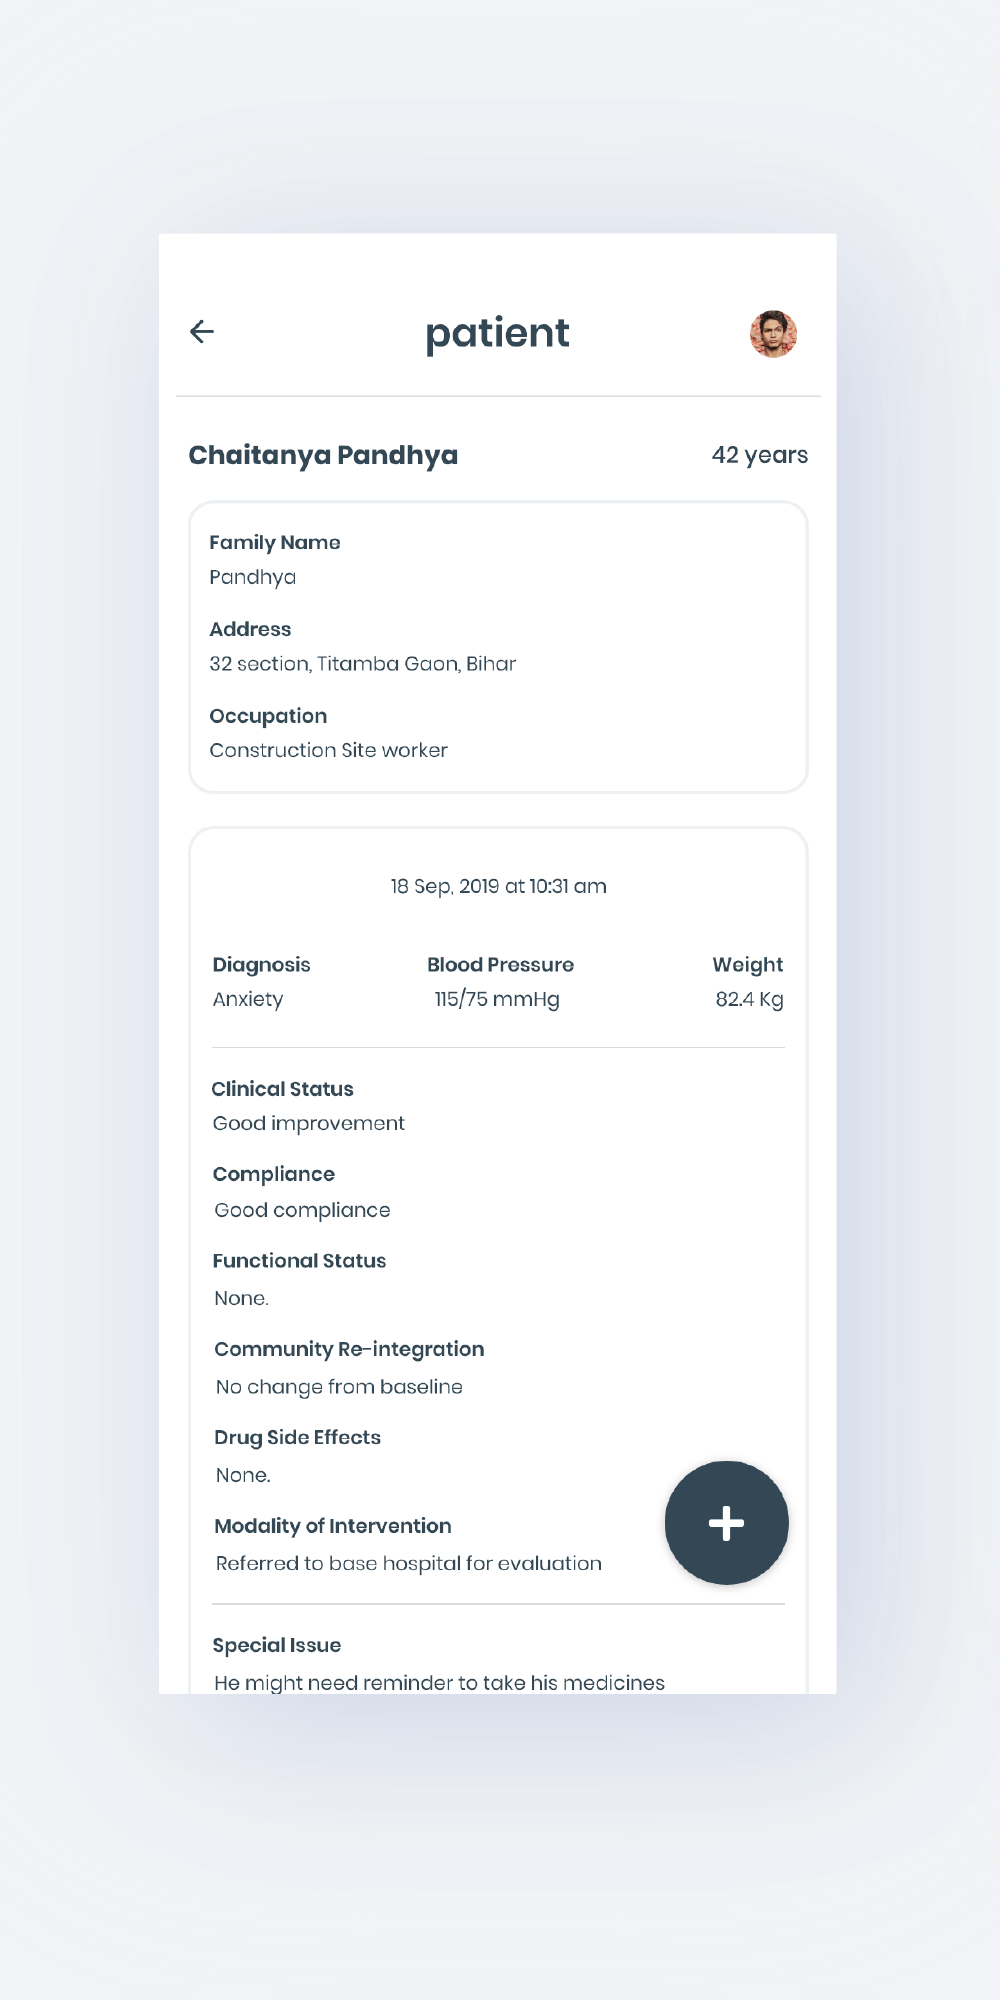 patient
Chaitanya Pandhya 42 years
Family Name
Pandhya
Address
32 section, Titamba Gaon, Bihar
Occupation
Construction Site worker
18 Sep, 2019 at 10:31 am
Diagnosis Blood Pressure Weight
Anxiety 115/75 mmHg 82.4 Kg
Clinical Status
Good improvement
Compliance
Good compliance
Functional Status
None.
Community Re-integration
No change from baseline
Drug Side Effects
None.
Modality of Intervention
Referred to base hospital for evaluation
Special Issue
He might need reminder to take his medicines